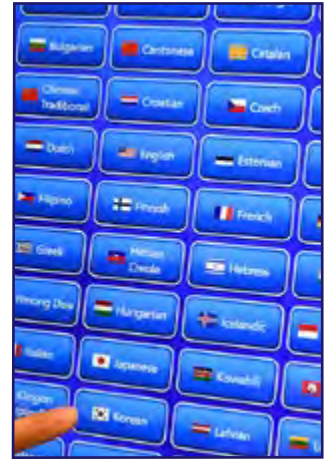 Bulgarian
Cantonese
Catalan
Chinese
Traditional
Croatian
Czech
Dutch
English
Estonian
Filipino
Finnish
French
Greek
Haitian
Creole
Hebrew
Hmong Daw
Hungarian
Icelandic
Italian
Japanese
Kiswahili
Klingon
Korean
Latvian